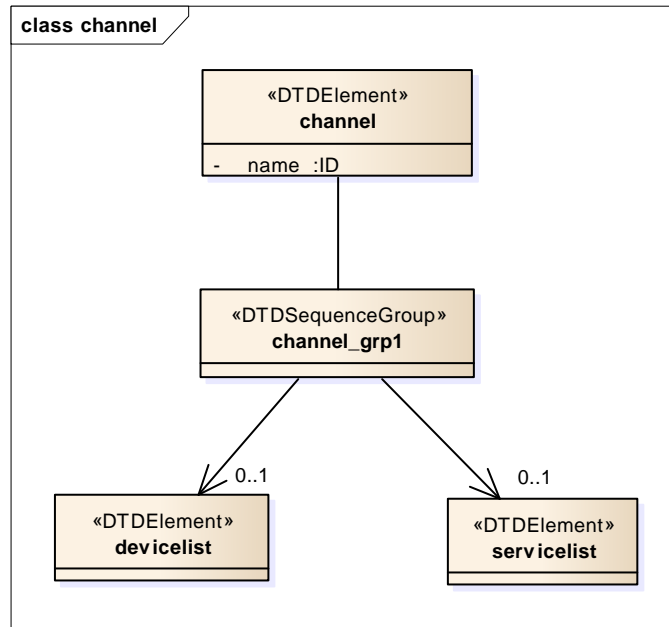 class channel
«DTDElement»
channel
- name :ID
«DTDSequenceGroup»
channel_grp1
0..1
0..1
«DTDElement»
devicelist
«DTDElement»
servicelist